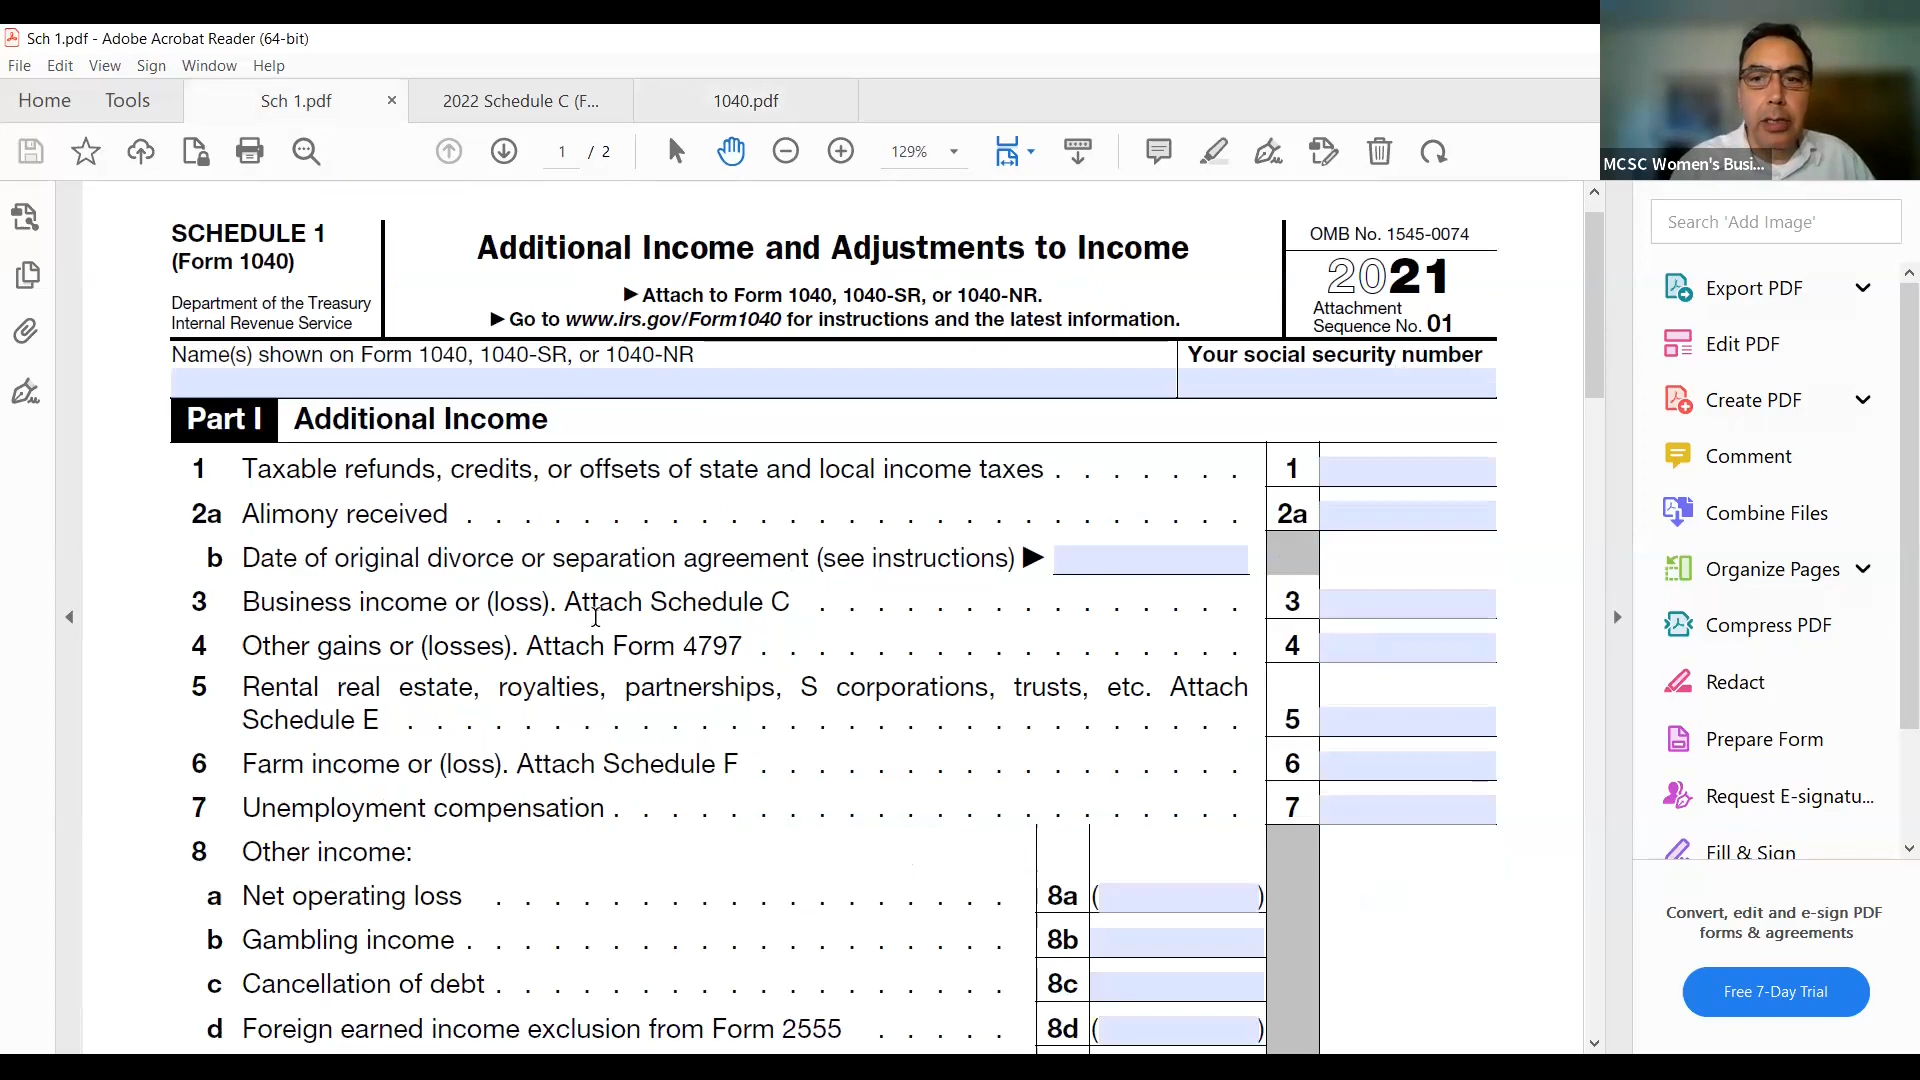 Sch 1.pdf - Adobe Acrobat Reader (64-bit)
File Edit View Sign Window Help
Home Tools Sch 1.pdf × 2022 Schedule C (F... 1040.pdf
1 / 2 129%
MCSC Women's Busi...
SCHEDULE 1
(Form 1040)
Department of the Treasury
Internal Revenue Service
Additional Income and Adjustments to Income
▶ Attach to Form 1040, 1040-SR, or 1040-NR.
▶ Go to www.irs.gov/Form1040 for instructions and the latest information.
OMB No. 1545-0074
2021
Attachment
Sequence No. 01
Name(s) shown on Form 1040, 1040-SR, or 1040-NR
Your social security number
Part I Additional Income
1 Taxable refunds, credits, or offsets of state and local income taxes . . . . . . . 1
2a Alimony received . . . . . . . . . . . . . . . . . . . . . . . . . . . 2a
b Date of original divorce or separation agreement (see instructions) ▶
3 Business income or (loss). Attach Schedule C . . . . . . . . . . . . . . . 3
4 Other gains or (losses). Attach Form 4797 . . . . . . . . . . . . . . . . . 4
5 Rental real estate, royalties, partnerships, S corporations, trusts, etc. Attach
Schedule E . . . . . . . . . . . . . . . . . . . . . . . . . . . . . 5
6 Farm income or (loss). Attach Schedule F . . . . . . . . . . . . . . . . . 6
7 Unemployment compensation . . . . . . . . . . . . . . . . . . . . . . 7
8 Other income:
a Net operating loss . . . . . . . . . . . . . . . . . . 8a ( )
b Gambling income . . . . . . . . . . . . . . . . . . . 8b
c Cancellation of debt . . . . . . . . . . . . . . . . . . 8c
d Foreign earned income exclusion from Form 2555 . . . . . 8d ( )
Search 'Add Image'
Export PDF
Edit PDF
Create PDF
Comment
Combine Files
Organize Pages
Compress PDF
Redact
Prepare Form
Request E-signatu...
Fill & Sign
Convert, edit and e-sign PDF
forms & agreements
Free 7-Day Trial